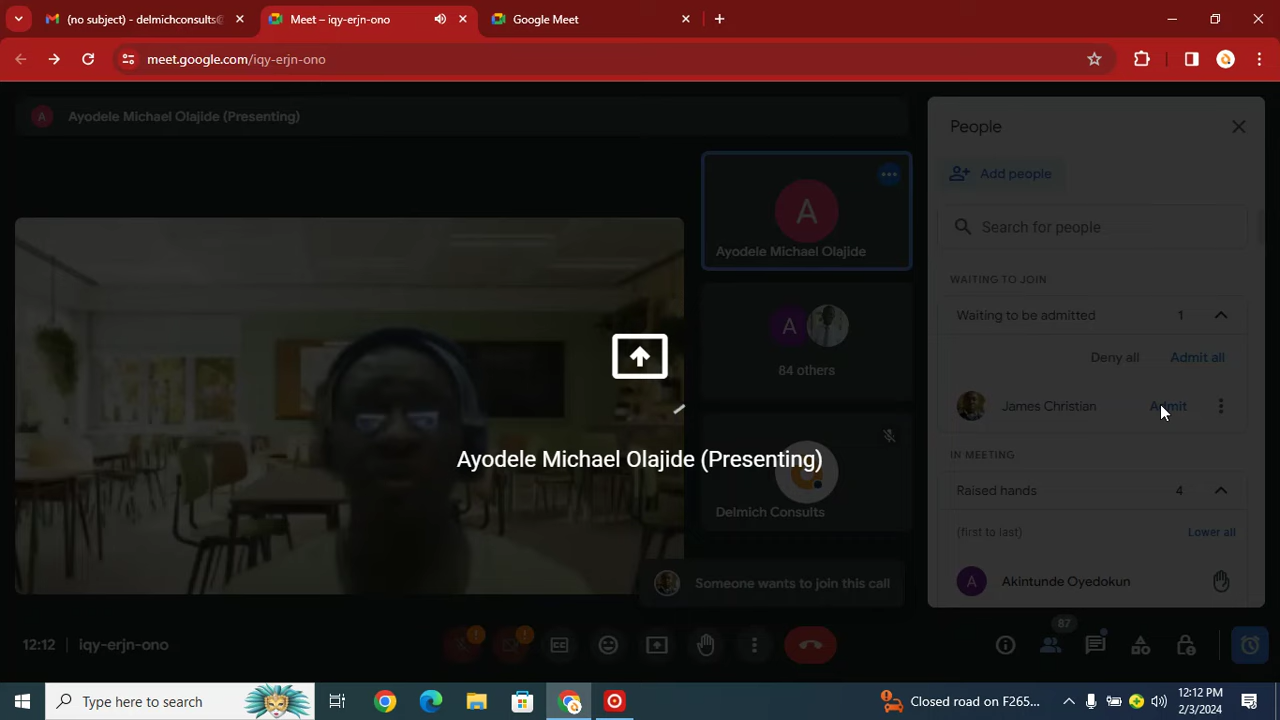 (no subject) - delmichconsults@
Meet – iqy-erjn-ono
Google Meet
meet.google.com/iqy-erjn-ono
A
Ayodele Michael Olajide (Presenting)
People
Add people
Search for people
WAITING TO JOIN
Waiting to be admitted 1
Deny all Admit all
James Christian Admit
IN MEETING
Raised hands 4
(first to last) Lower all
A Akintunde Oyedokun
A
Ayodele Michael Olajide
A
84 others
Delmich Consults
Ayodele Michael Olajide (Presenting)
Someone wants to join this call
12:12 | iqy-erjn-ono
87
Type here to search
Closed road on F265...
12:12 PM
2/3/2024